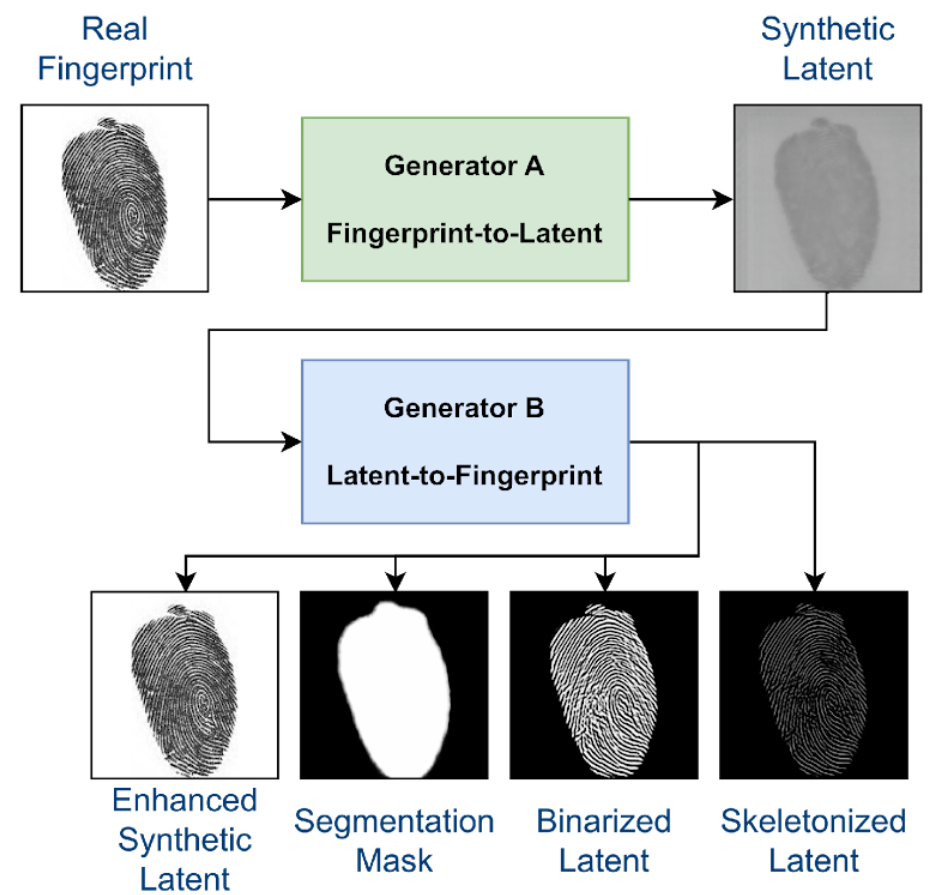 Real
Fingerprint
Synthetic
Latent
Generator A
Fingerprint-to-Latent
Generator B
Latent-to-Fingerprint
Enhanced
Synthetic
Latent
Segmentation
Mask
Binarized
Latent
Skeletonized
Latent